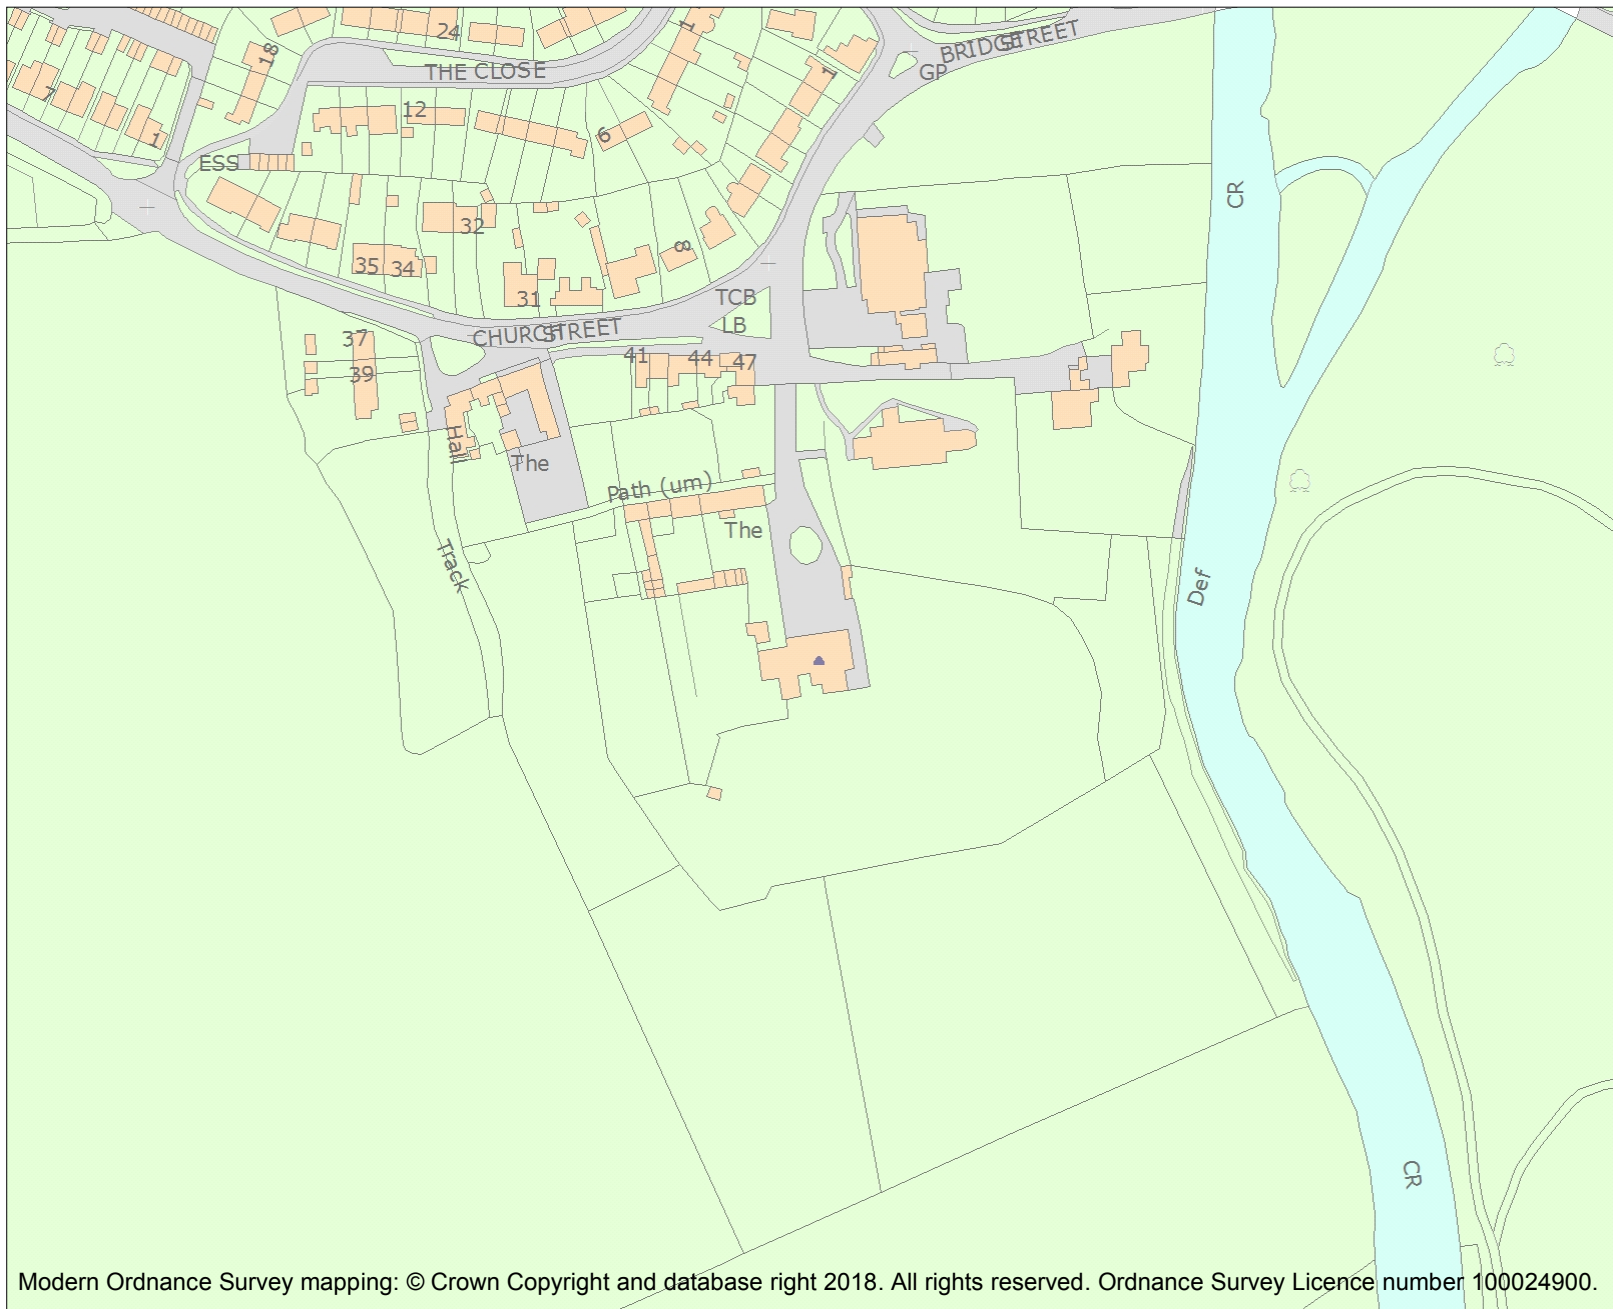 24
18
THE CLOSE
1
1
BRIDGE STREET
GP
7
12
1
6
ESS
CR
32
8
35
34
31
TCB
LB
CHURCH STREET
37
41
44
47
39
Hall
The
Path (um)
The
Track
Def
CR
Modern Ordnance Survey mapping: © Crown Copyright and database right 2018. All rights reserved. Ordnance Survey Licence number 100024900.